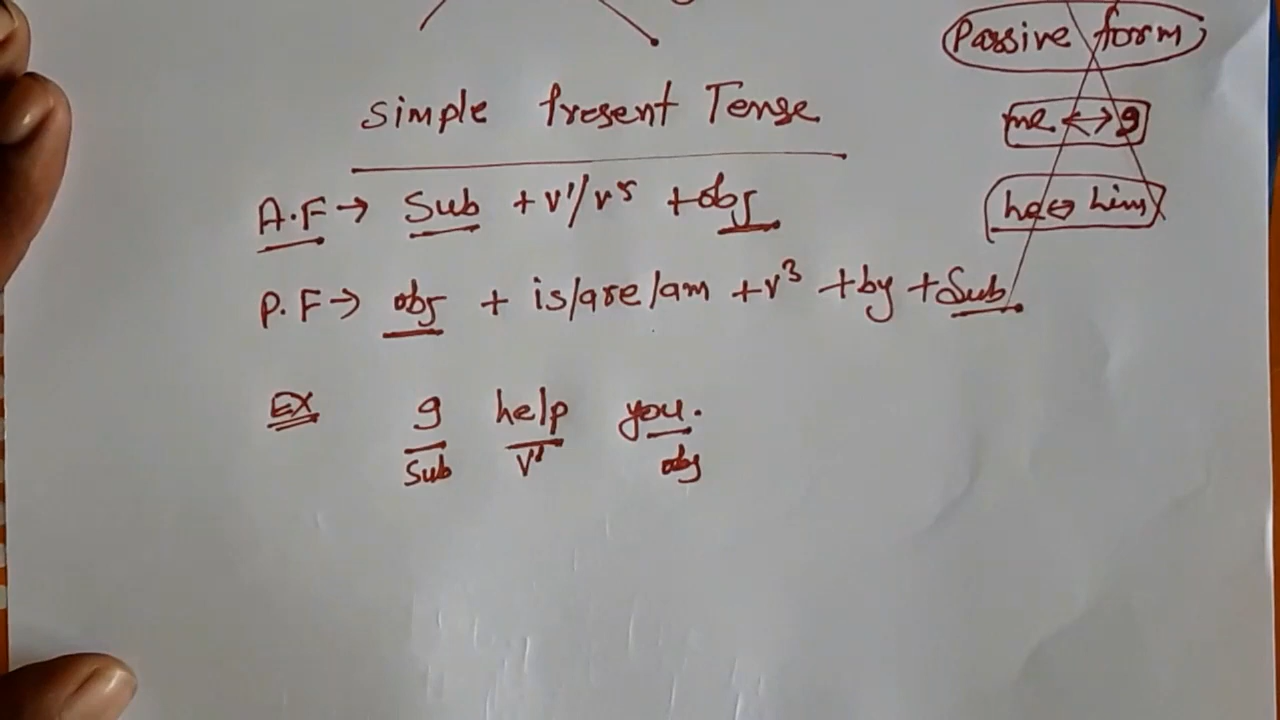 Passive form
Simple Present Tense
me ↔ I
A.F → Sub + v¹/vˢ + obj
he ⇔ him
P.F → obj + is/are/am + v³ + by + Sub
EX I help you.
Sub V¹ obj